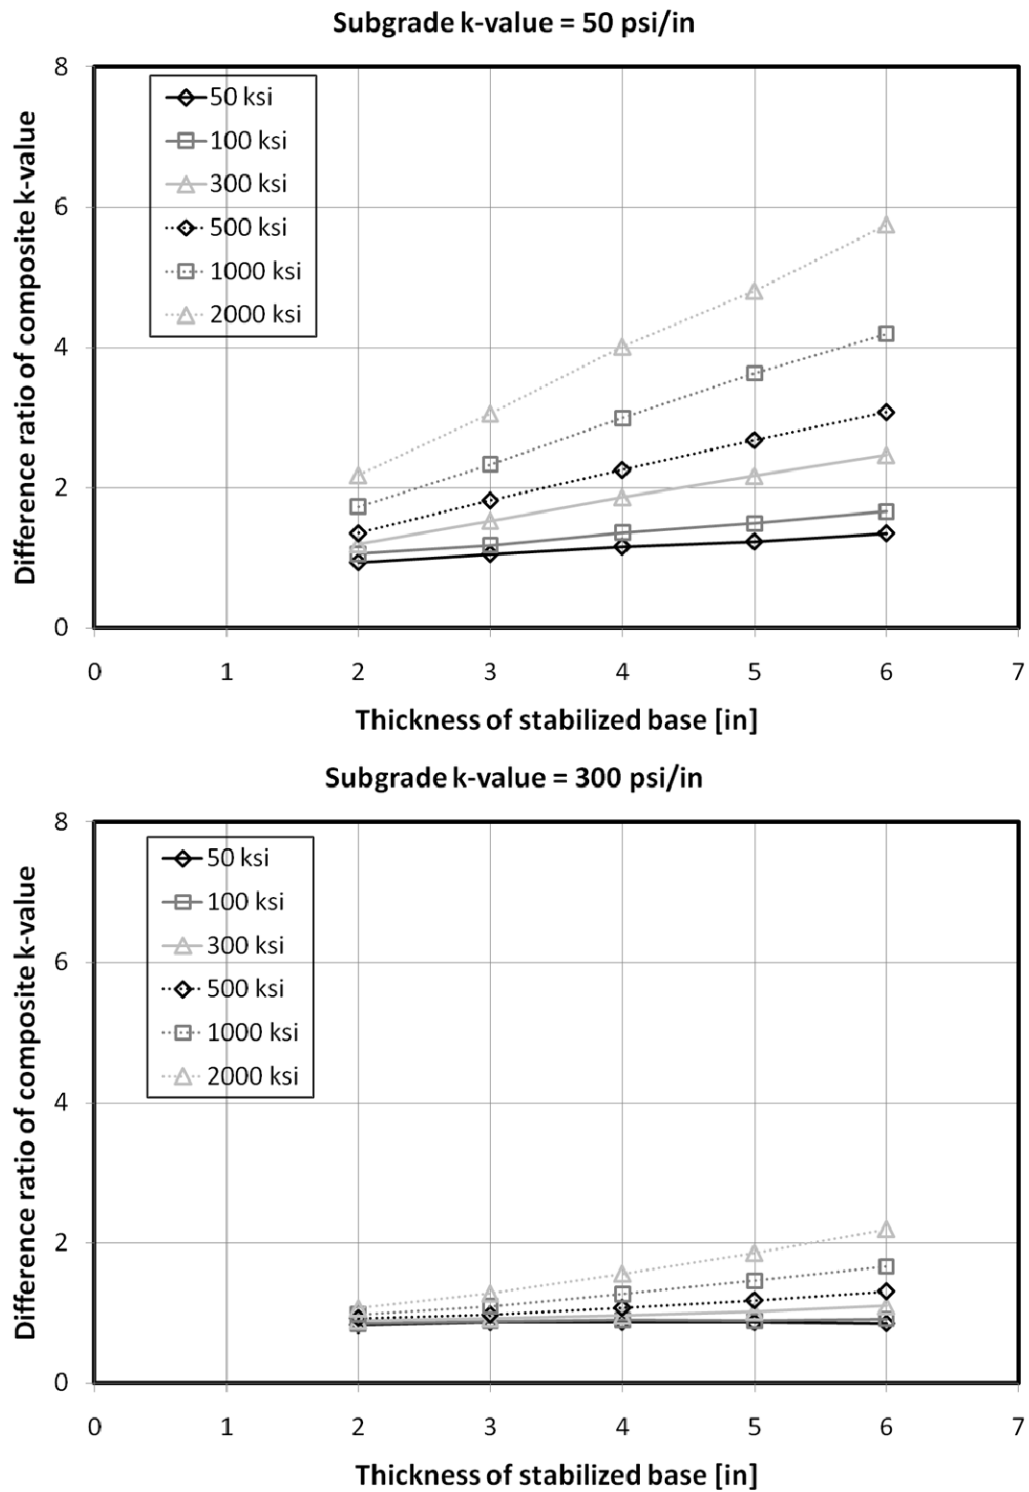 Subgrade k-value = 50 psi/in
8
6
4
2
0
Difference ratio of composite k-value
50 ksi
100 ksi
300 ksi
500 ksi
1000 ksi
2000 ksi
0 1 2 3 4 5 6 7
Thickness of stabilized base [in]
Subgrade k-value = 300 psi/in
8
6
4
2
0
Difference ratio of composite k-value
50 ksi
100 ksi
300 ksi
500 ksi
1000 ksi
2000 ksi
0 1 2 3 4 5 6 7
Thickness of stabilized base [in]